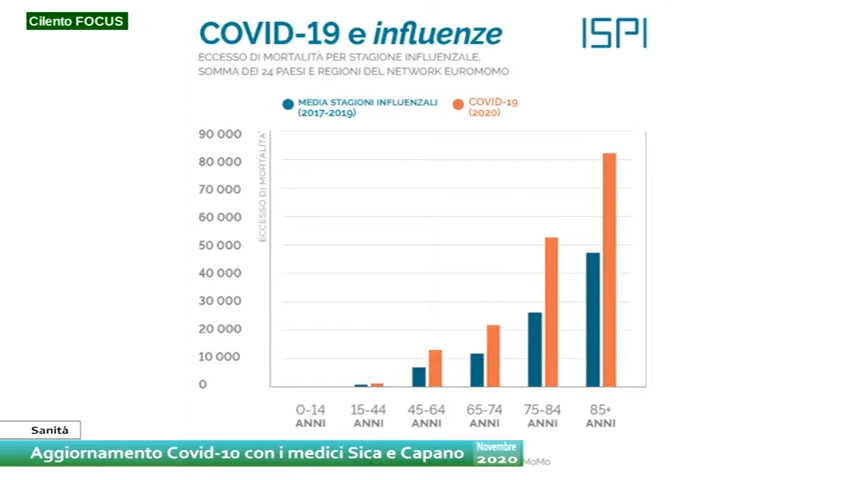 Cilento FOCUS
COVID-19 e influenze
ISPI
ECCESSO DI MORTALITÀ PER STAGIONE INFLUENZALE,
SOMMA DEI 24 PAESI E REGIONI DEL NETWORK EUROMOMO
MEDIA STAGIONI INFLUENZALI
(2017-2019)
COVID-19
(2020)
ECCESSO DI MORTALITÀ
90 000
80 000
70 000
60 000
50 000
40 000
30 000
20 000
10 000
0
0-14
ANNI
15-44
ANNI
45-64
ANNI
65-74
ANNI
75-84
ANNI
85+
ANNI
Sanità
Aggiornamento Covid-10 con i medici Sica e Capano
Novembre
2020
MoMo